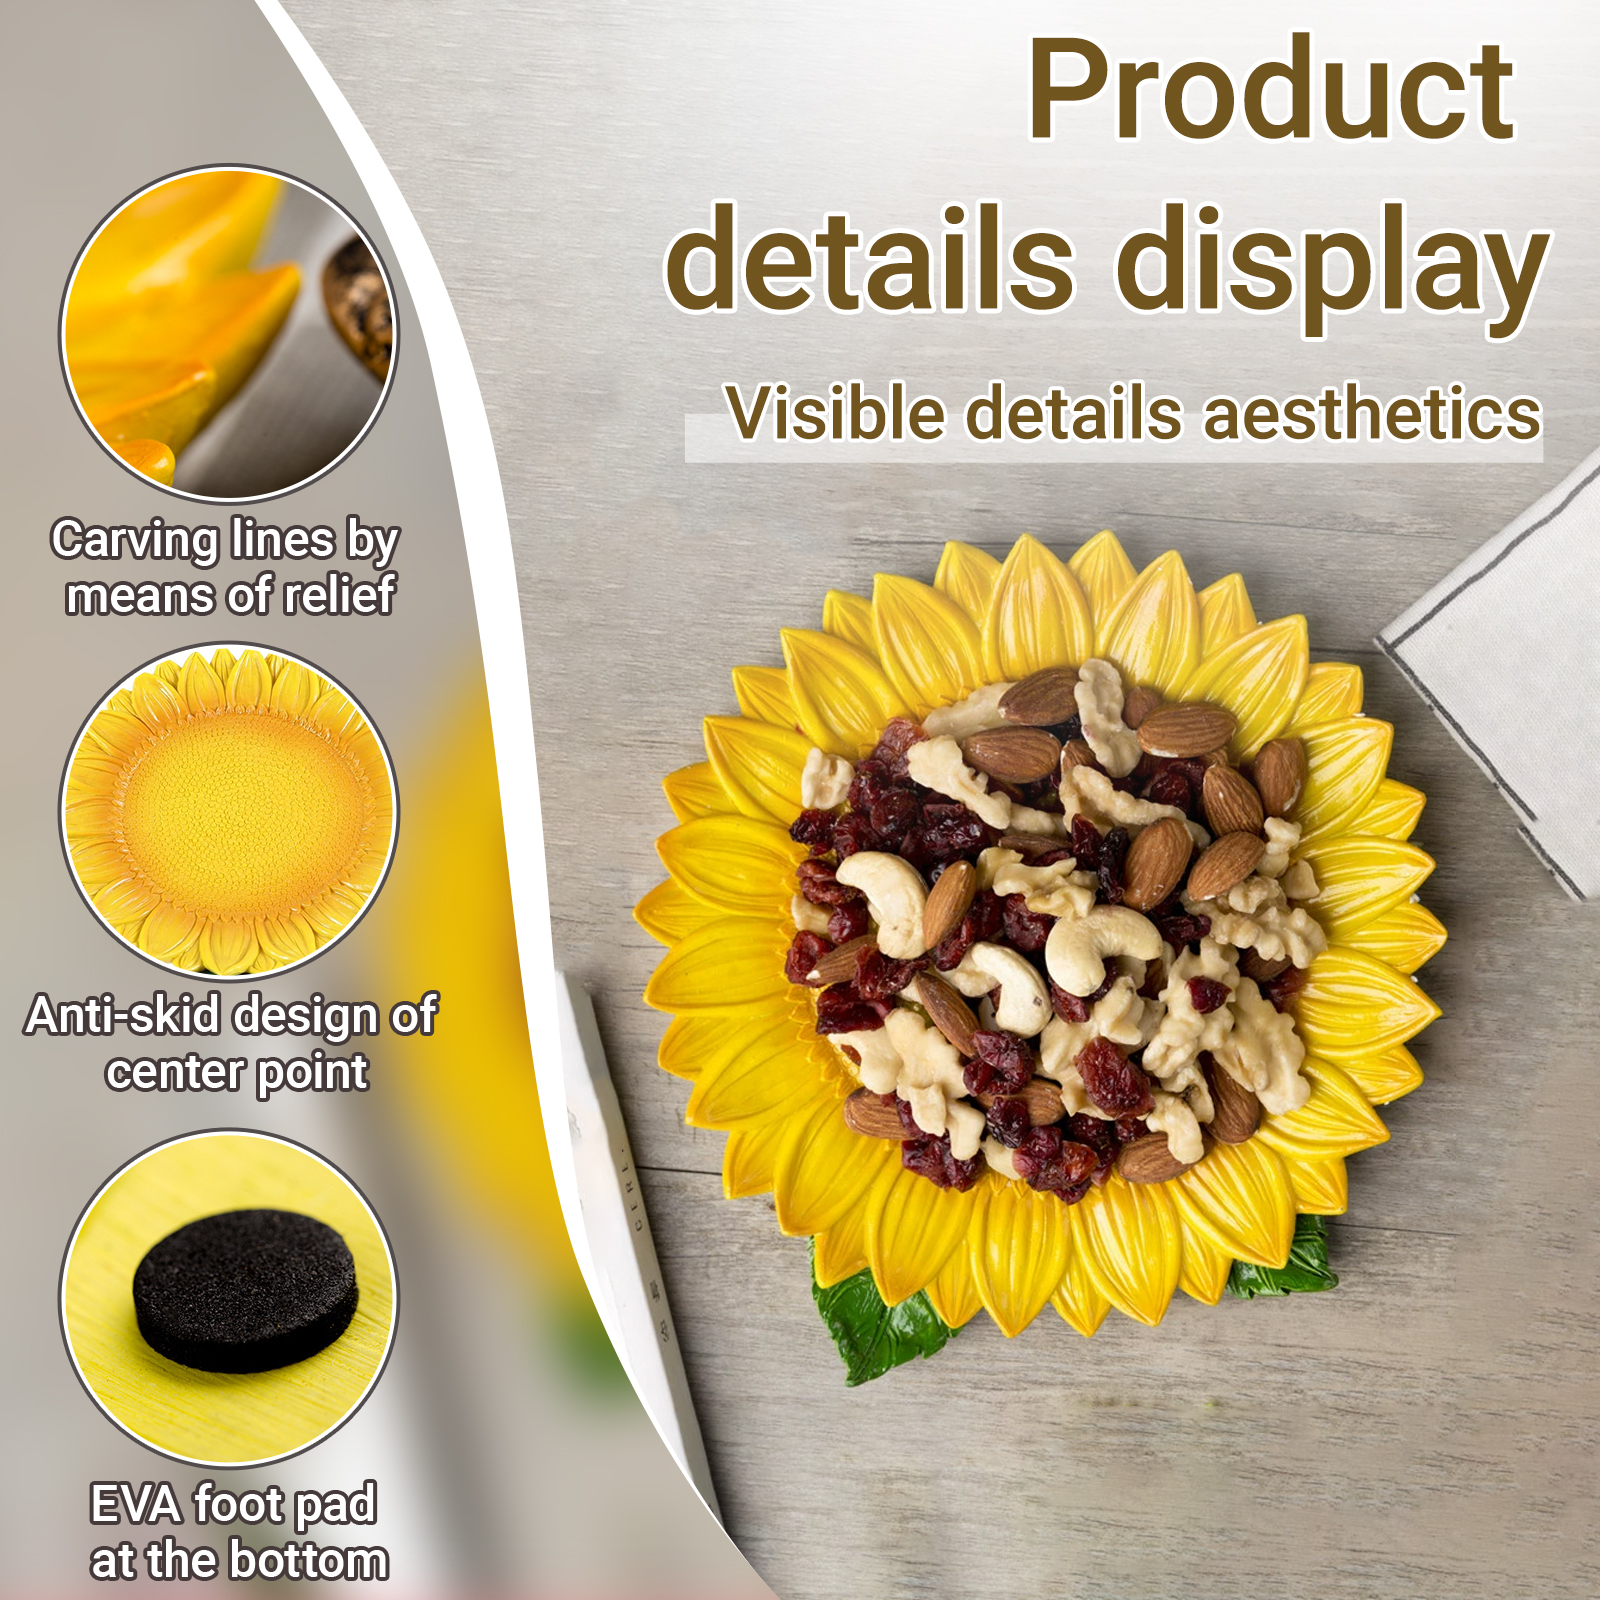 Product
details display
Visible details aesthetics
Carving lines by
means of relief
Anti-skid design of
center point
EVA foot pad
at the bottom